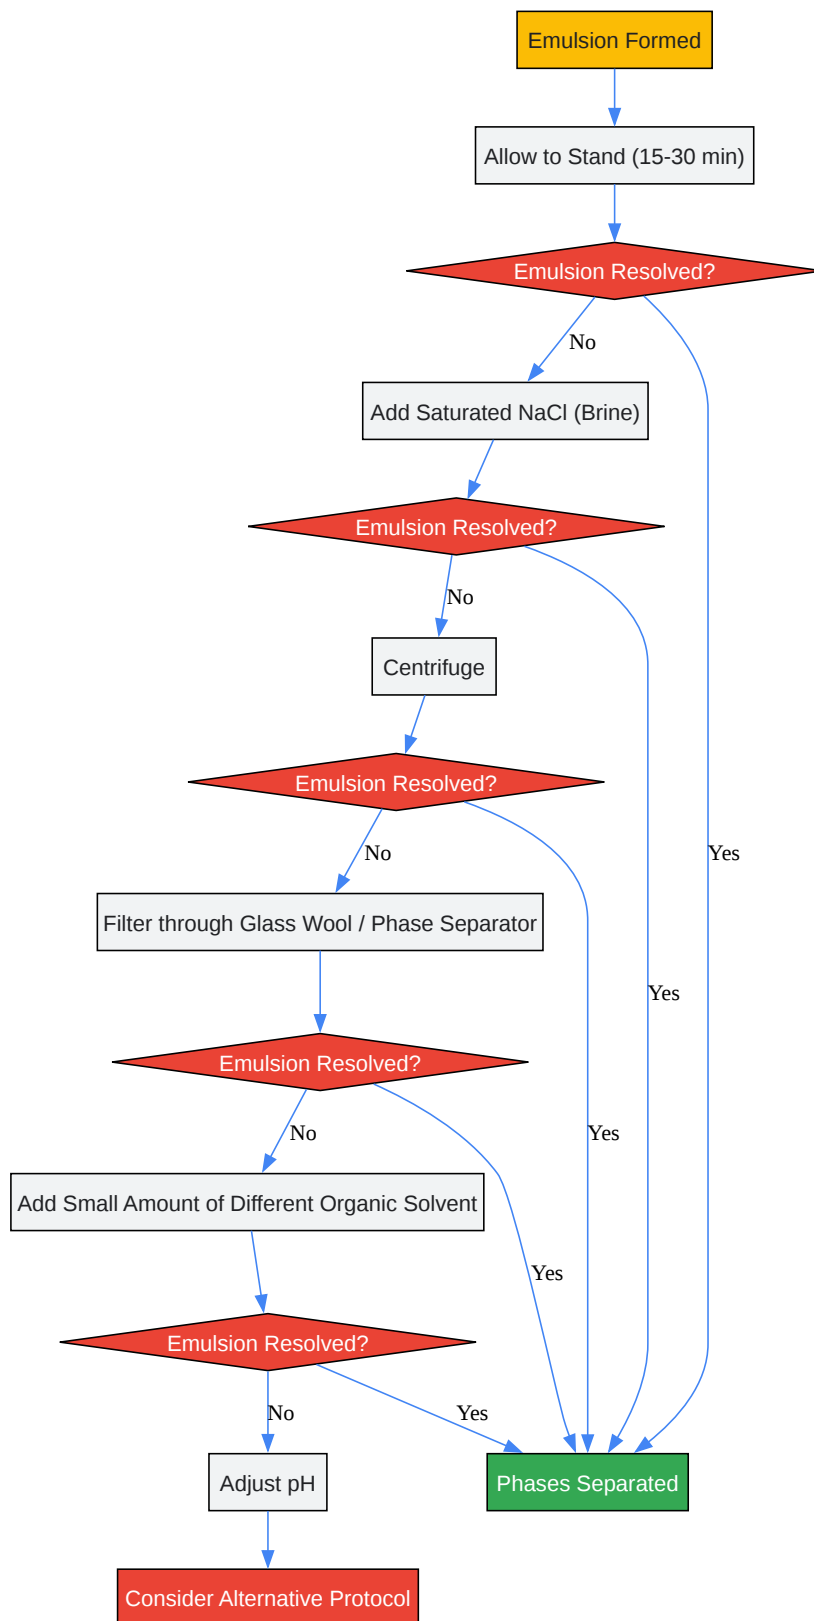 Emulsion Formed
Allow to Stand (15-30 min)
Emulsion Resolved?
No
Add Saturated NaCl (Brine)
Emulsion Resolved?
No
Centrifuge
Emulsion Resolved?
No
Yes
Filter through Glass Wool / Phase Separator
Yes
Emulsion Resolved?
No
Yes
Add Small Amount of Different Organic Solvent
Yes
Emulsion Resolved?
No
Yes
Adjust pH
Phases Separated
Consider Alternative Protocol